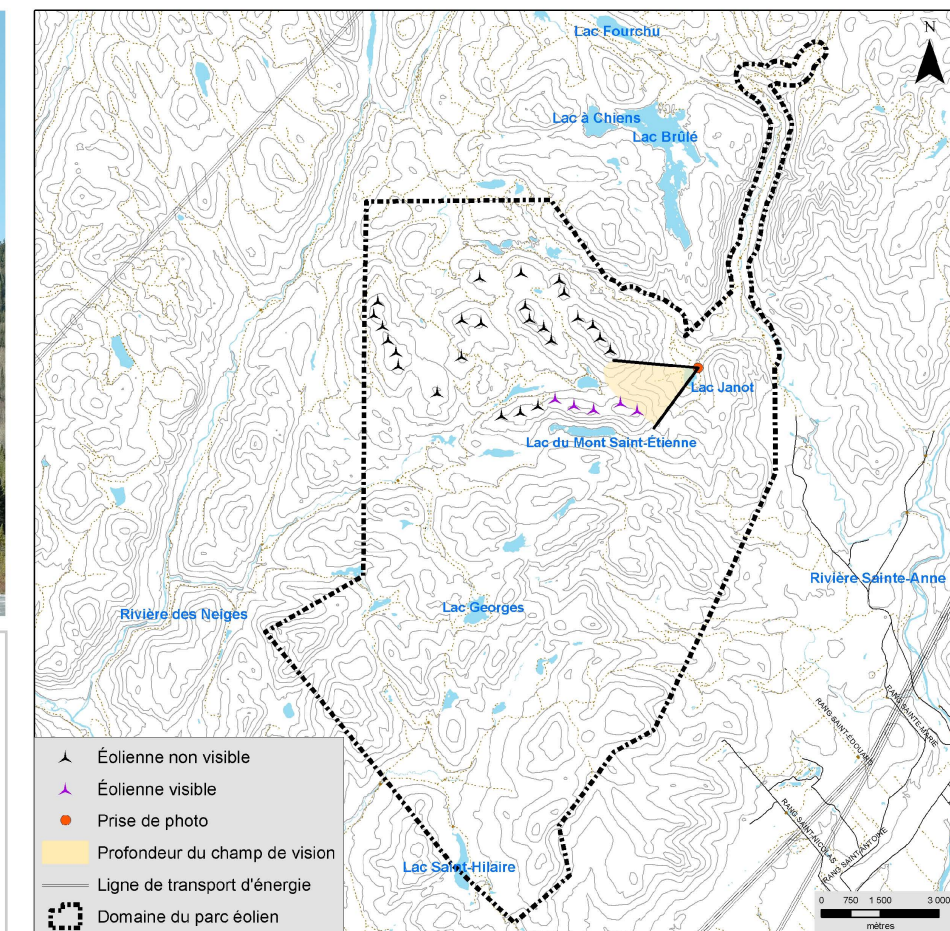 N
Lac Fourchu
Lac à Chiens
Lac Brûlé
Lac Janot
Lac du Mont Saint-Étienne
Rivière Sainte-Anne
Rivière des Neiges
Lac Georges
RANG SAINTE-MARIE
RANG SAINT-ÉDOUARD
RANG SAINT-NICOLAS
RANG SAINT-ANTOINE
Lac Saint-Hilaire
Éolienne non visible
Éolienne visible
Prise de photo
Profondeur du champ de vision
Ligne de transport d'énergie
Domaine du parc éolien
0 750 1 500 3 000
mètres